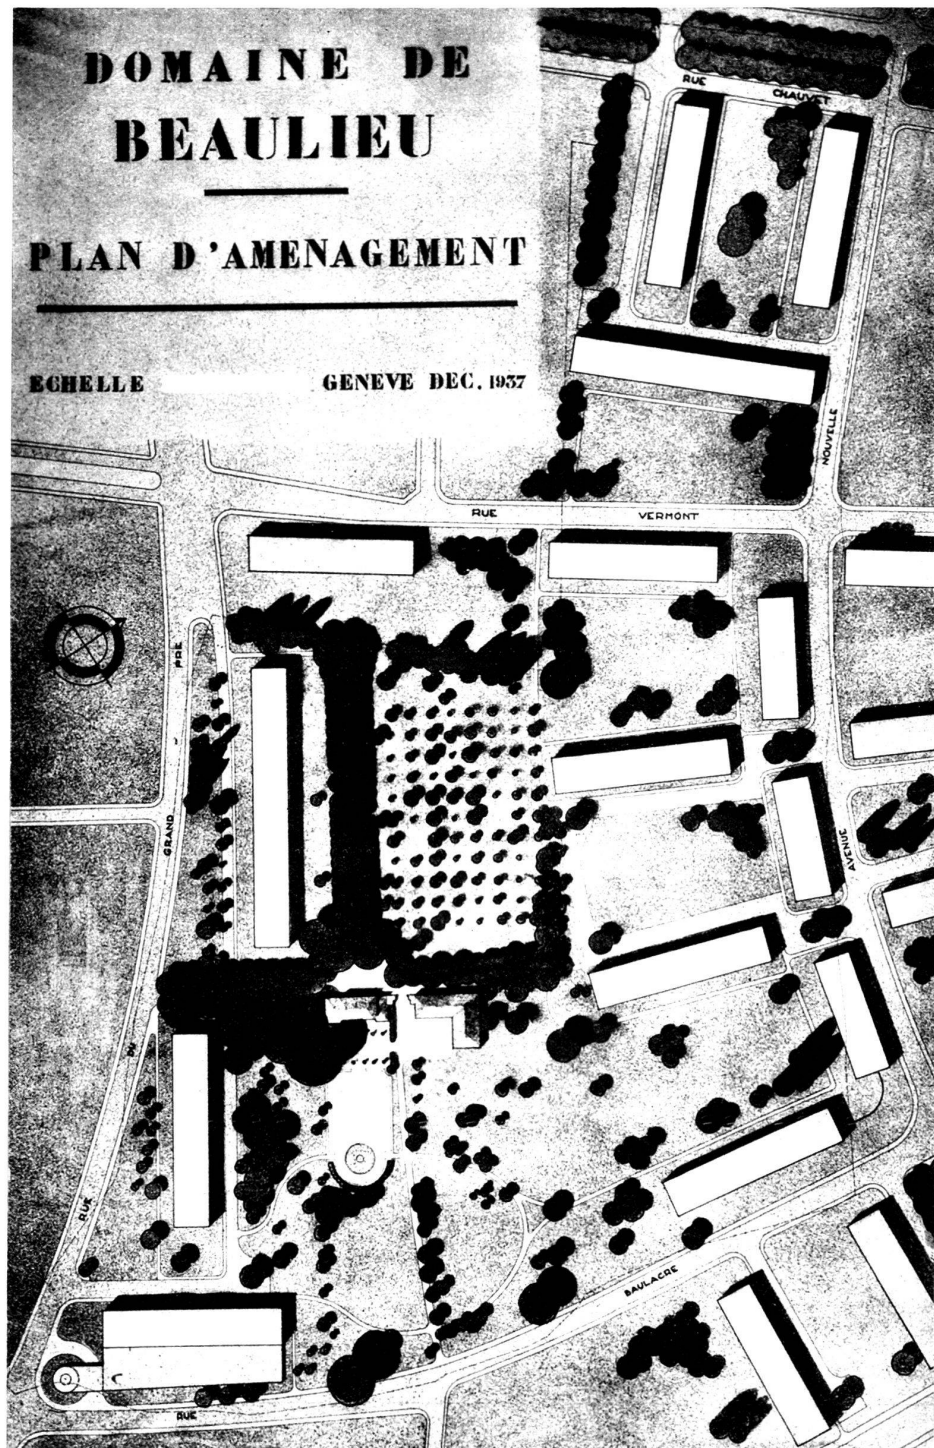 DOMAINE DE
BEAULIEU
PLAN D'AMENAGEMENT
ECHELLE GENEVE DEC. 1937
RUE CHAUVET
NOUVELLE
RUE VERMONT
PRE
GRAND
AVENUE
DU
RUE
BAULACRE
RUE